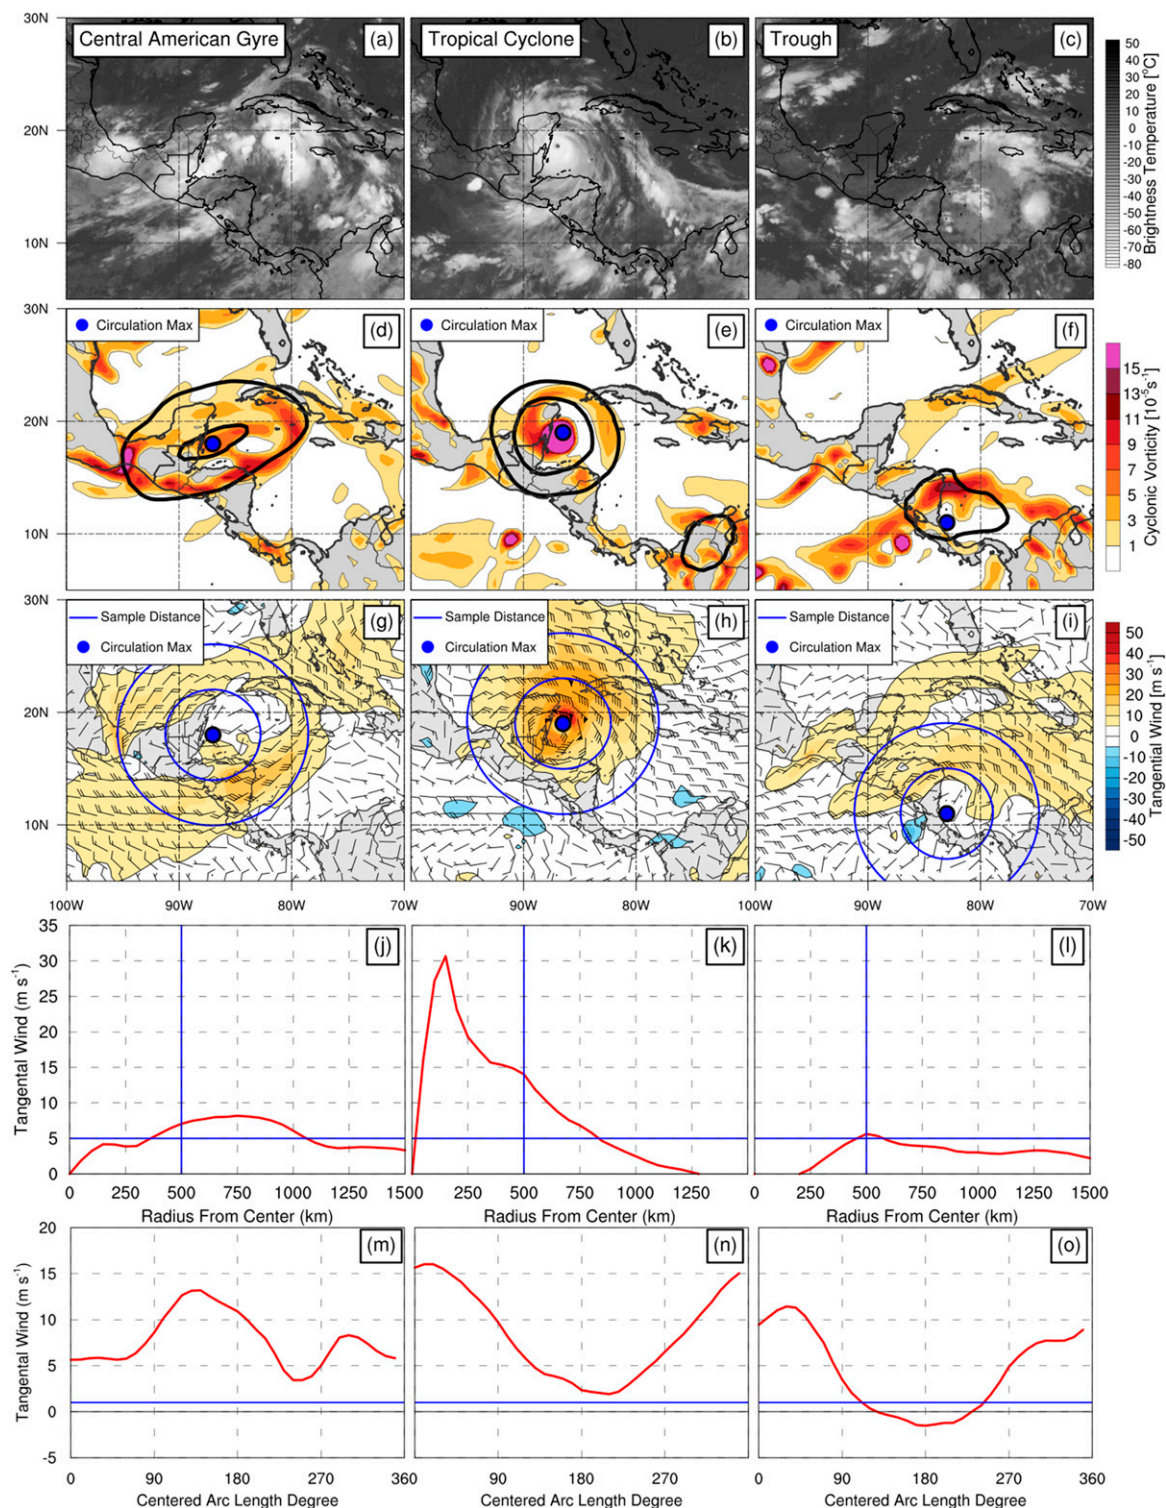 Central American Gyre (a)
Tropical Cyclone (b)
Trough (c)
30N
20N
10N
50
40
30
20
10
0
-10
-20
-30
-40
-50
-60
-70
-80
Brightness Temperature [°C]
Circulation Max (d)
Circulation Max (e)
Circulation Max (f)
30N
20N
10N
15
13
11
9
7
5
3
1
Cyclonic Vorticity [10⁻⁵s⁻¹]
Sample Distance (g)
Circulation Max
Sample Distance (h)
Circulation Max
Sample Distance (i)
Circulation Max
30N
20N
10N
100W 90W 80W 70W
90W 80W
100W 90W 80W 70W
50
40
30
20
10
5
0
-5
-10
-20
-30
-40
-50
Tangential Wind [m s⁻¹]
(j) (k) (l)
35
30
25
20
15
10
5
0
Tangential Wind (m s⁻¹)
0 250 500 750 1000 1250 1500
0 250 500 750 1000 1250
0 250 500 750 1000 1250 1500
Radius From Center (km) Radius From Center (km) Radius From Center (km)
(m) (n) (o)
20
15
10
5
0
-5
Tangential Wind (m s⁻¹)
0 90 180 270 360
90 180 270
0 90 180 270 360
Centered Arc Length Degree Centered Arc Length Degree Centered Arc Length Degree